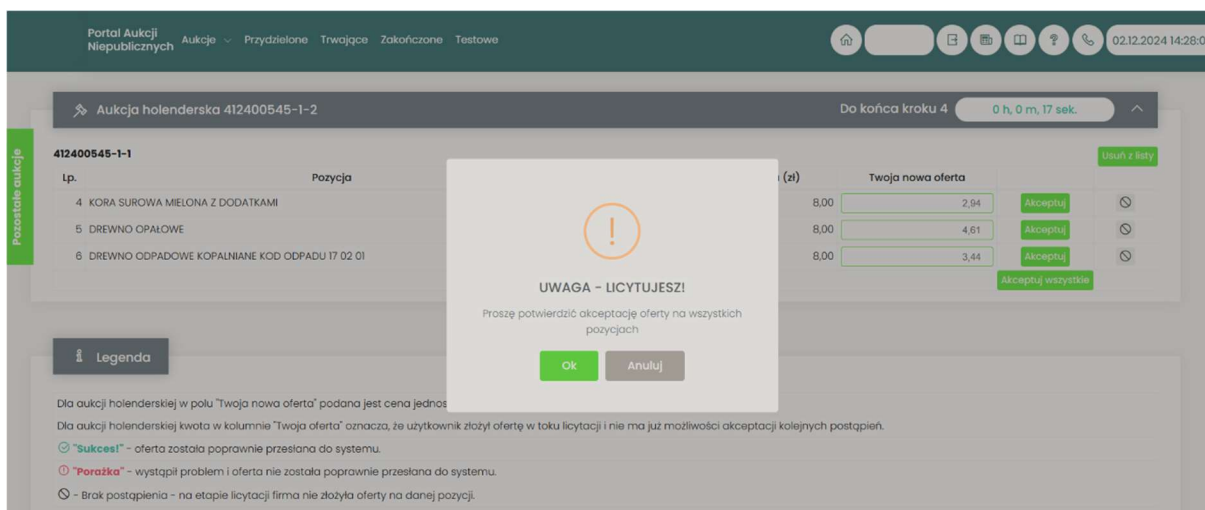 Portal Aukcji
Niepublicznych Aukcje Przydzielone Trwające Zakończone Testowe 02.12.2024 14:28:0
Aukcja holenderska 412400545-1-2 Do końca kroku 4 0 h, 0 m, 17 sek.
Pozostałe aukcje
412400545-1-1 Usuń z listy
Lp. Pozycja (zł) Twoja nowa oferta
4 KORA SUROWA MIELONA Z DODATKAMI 8,00 2,94 Akceptuj
5 DREWNO OPAŁOWE 8,00 4,61 Akceptuj
6 DREWNO ODPADOWE KOPALNIANE KOD ODPADU 17 02 01 8,00 3,44 Akceptuj
Akceptuj wszystkie
UWAGA - LICYTUJESZ!
Proszę potwierdzić akceptację oferty na wszystkich
pozycjach
Ok Anuluj
Legenda
Dla aukcji holenderskiej w polu "Twoja nowa oferta" podana jest cena jednos
Dla aukcji holenderskiej kwota w kolumnie "Twoja oferta" oznacza, że użytkownik złożył ofertę w toku licytacji i nie ma już możliwości akceptacji kolejnych postąpień.
"Sukces!" - oferta została poprawnie przesłana do systemu.
"Porażka" - wystąpił problem i oferta nie została poprawnie przesłana do systemu.
- Brak postąpienia - na etapie licytacji firma nie złożyła oferty na danej pozycji.